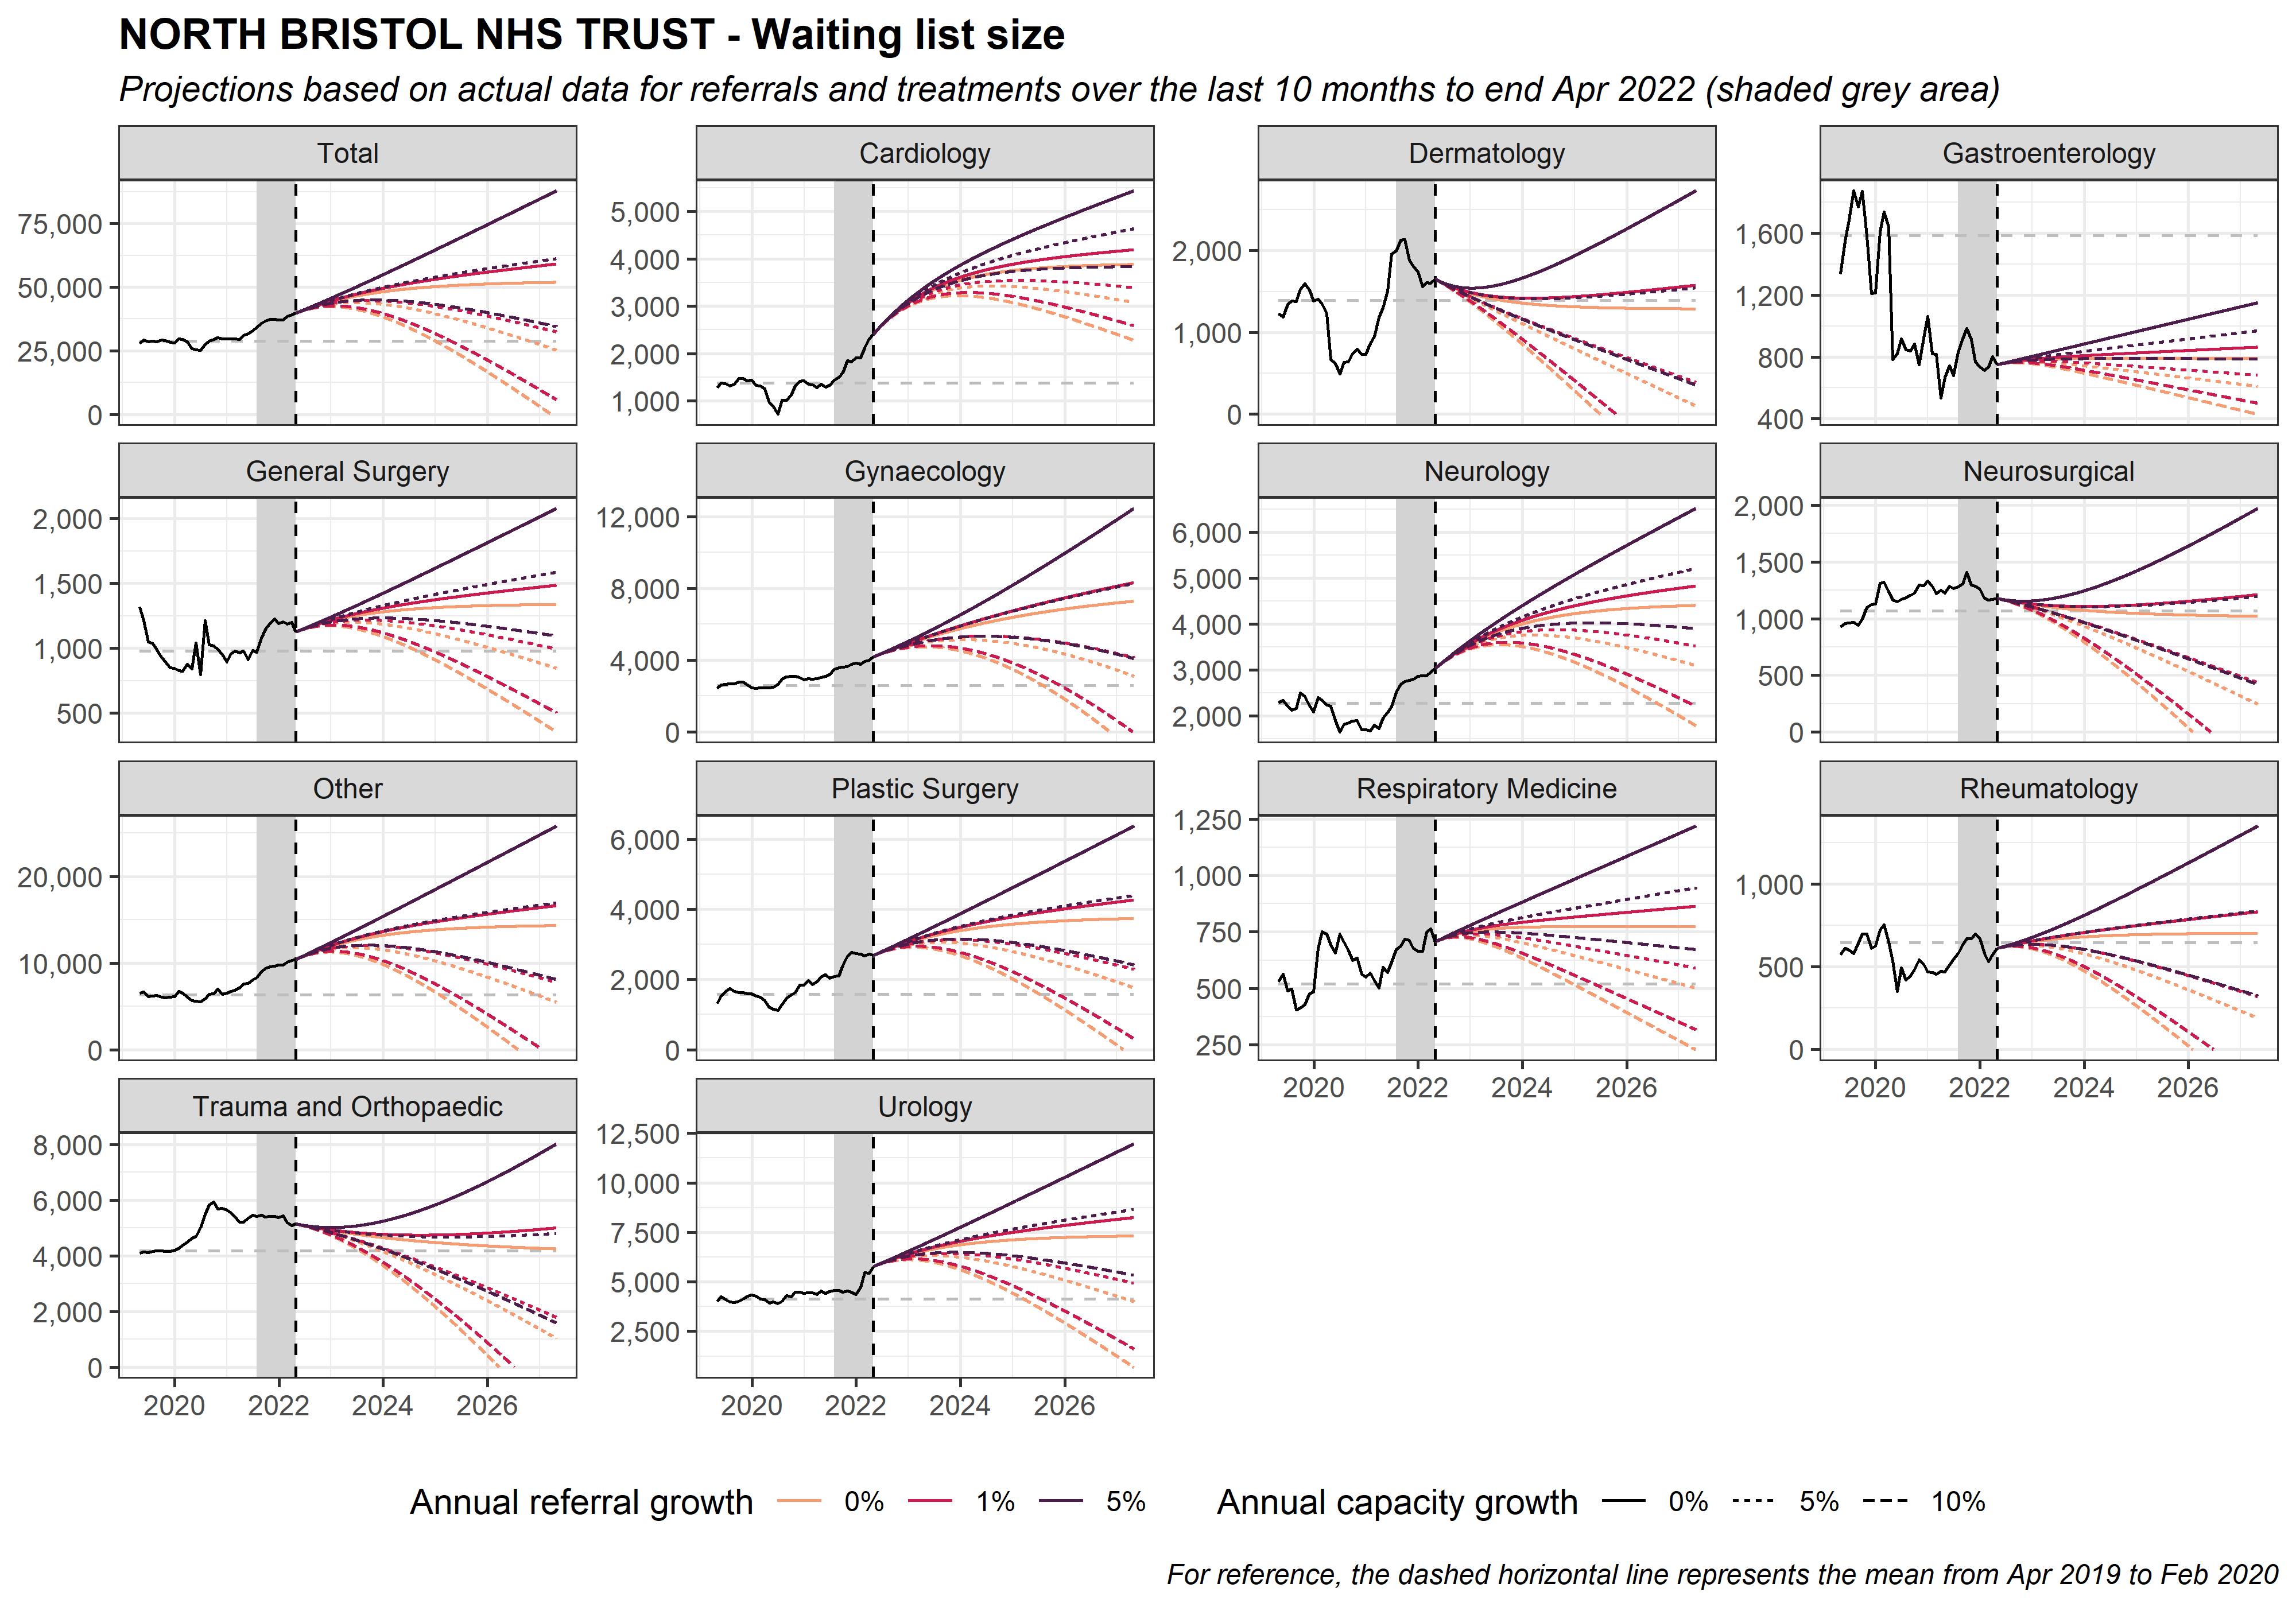 NORTH BRISTOL NHS TRUST - Waiting list size
Projections based on actual data for referrals and treatments over the last 10 months to end Apr 2022 (shaded grey area)
Total
75,000
50,000
25,000
0
Cardiology
5,000
4,000
3,000
2,000
1,000
Dermatology
2,000
1,000
0
Gastroenterology
1,600
1,200
800
400
General Surgery
2,000
1,500
1,000
500
Gynaecology
12,000
8,000
4,000
0
Neurology
6,000
5,000
4,000
3,000
2,000
Neurosurgical
2,000
1,500
1,000
500
0
Other
20,000
10,000
0
Plastic Surgery
6,000
4,000
2,000
0
Respiratory Medicine
1,250
1,000
750
500
250
2020 2022 2024 2026
Rheumatology
1,000
500
0
2020 2022 2024 2026
Trauma and Orthopaedic
8,000
6,000
4,000
2,000
0
2020 2022 2024 2026
Urology
12,500
10,000
7,500
5,000
2,500
2020 2022 2024 2026
Annual referral growth 0% 1% 5% Annual capacity growth 0% 5% 10%
For reference, the dashed horizontal line represents the mean from Apr 2019 to Feb 2020